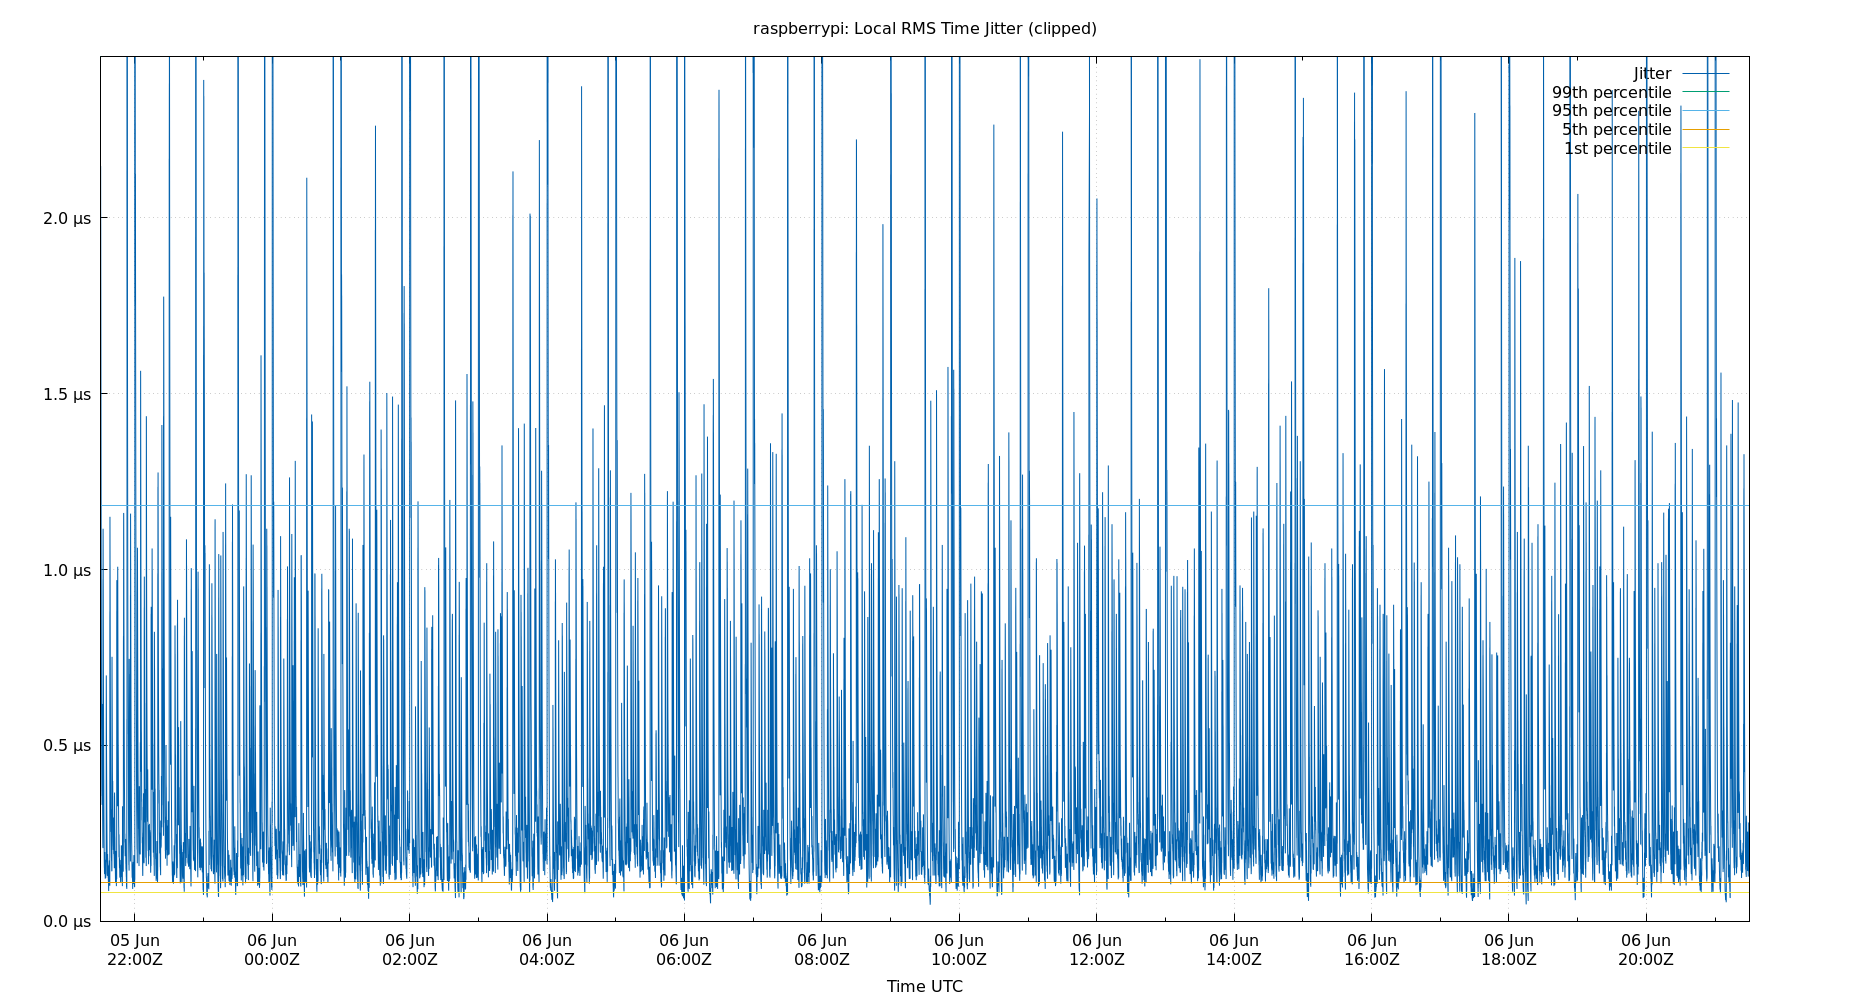 raspberrypi: Local RMS Time Jitter (clipped)
Jitter
99th percentile
95th percentile
5th percentile
1st percentile
2.0 µs
1.5 µs
1.0 µs
0.5 µs
0.0 µs
05 Jun 06 Jun 06 Jun 06 Jun 06 Jun 06 Jun 06 Jun 06 Jun 06 Jun 06 Jun 06 Jun 06 Jun
22:00Z 00:00Z 02:00Z 04:00Z 06:00Z 08:00Z 10:00Z 12:00Z 14:00Z 16:00Z 18:00Z 20:00Z
Time UTC